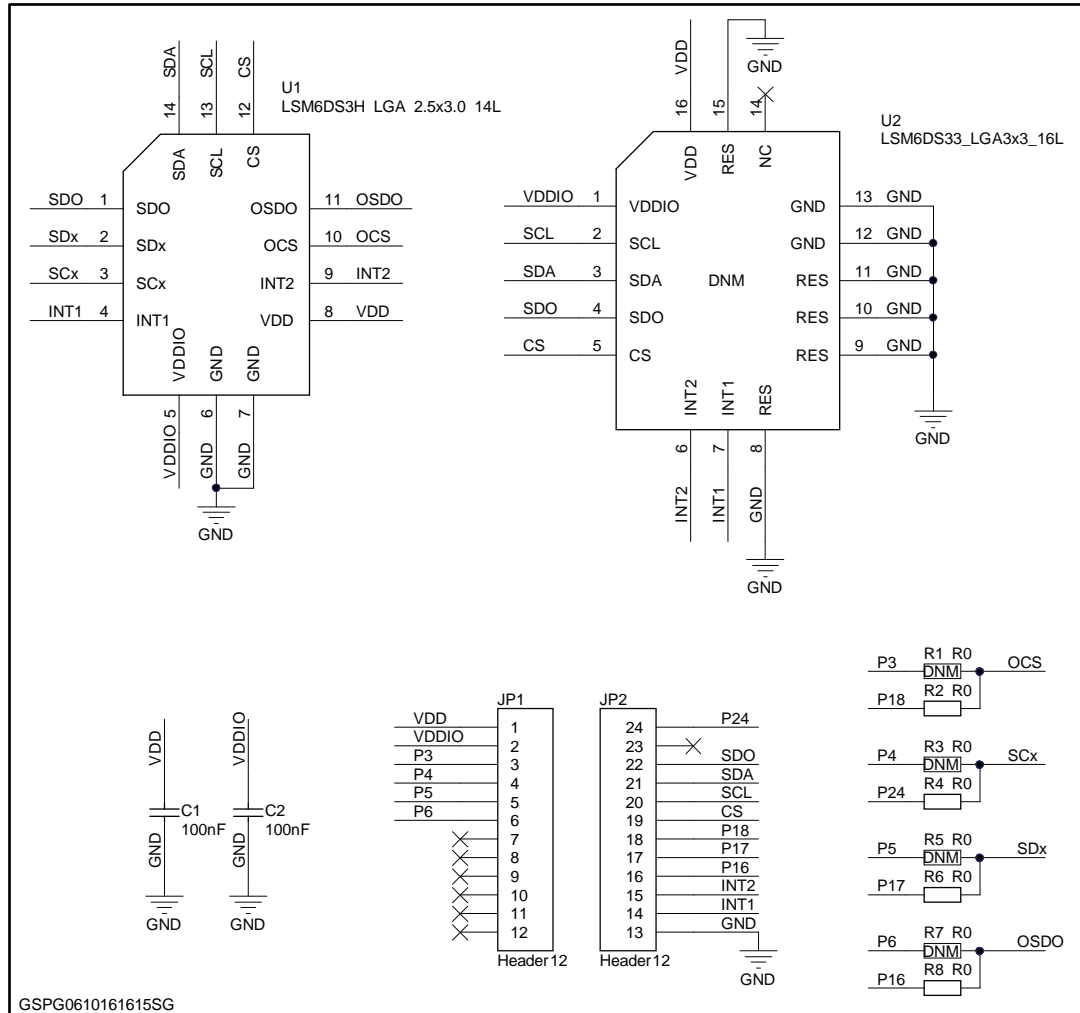 SDA
SCL
CS
14
13
12
U1
LSM6DS3H LGA 2.5x3.0 14L
SDA
SCL
CS
SDO 1 SDO
SDx 2 SDx
SCx 3 SCx
INT1 4 INT1
OSDO 11 OSDO
OCS 10 OCS
INT2 9 INT2
VDD 8 VDD
VDDIO
GND
GND
5
6
7
VDDIO
GND
GND
GND
VDD
GND
16
15
14
U2
LSM6DS33_LGA3x3_16L
VDD
RES
NC
VDDIO 1 VDDIO
SCL 2 SCL
SDA 3 SDA
SDO 4 SDO
CS 5 CS
DNM
GND 13 GND
GND 12 GND
RES 11 GND
RES 10 GND
RES 9 GND
GND
INT2
INT1
RES
6
7
8
INT2
INT1
GND
GND
VDD
C1
100nF
GND
GND
VDDIO
C2
100nF
GND
GND
JP1
VDD 1
VDDIO 2
P3 3
P4 4
P5 5
P6 6
7
8
9
10
11
12
Header 12
JP2
24 P24
23
22 SDO
21 SDA
20 SCL
19 CS
18 P18
17 P17
16 P16
15 INT2
14 INT1
13 GND
Header 12
GND
P3 R1 R0 OCS
DNM
P18 R2 R0
P4 R3 R0 SCx
DNM
P24 R4 R0
P5 R5 R0 SDx
DNM
P17 R6 R0
P6 R7 R0 OSDO
DNM
P16 R8 R0
GSPG0610161615SG